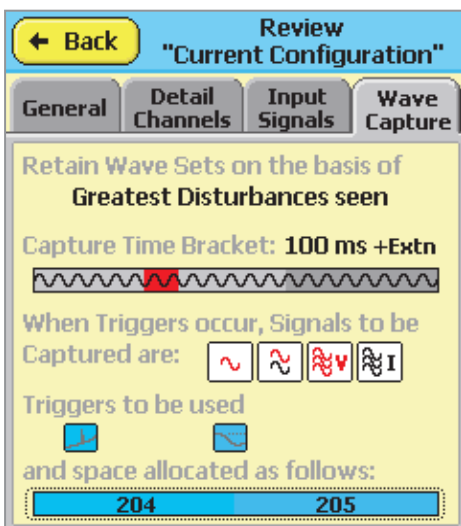 Back
Review
"Current Configuration"
General
Detail
Channels
Input
Signals
Wave
Capture
Retain Wave Sets on the basis of
Greatest Disturbances seen
Capture Time Bracket: 100 ms +Extn
When Triggers occur, Signals to be
Captured are: V I
Triggers to be used
and space allocated as follows:
204 205